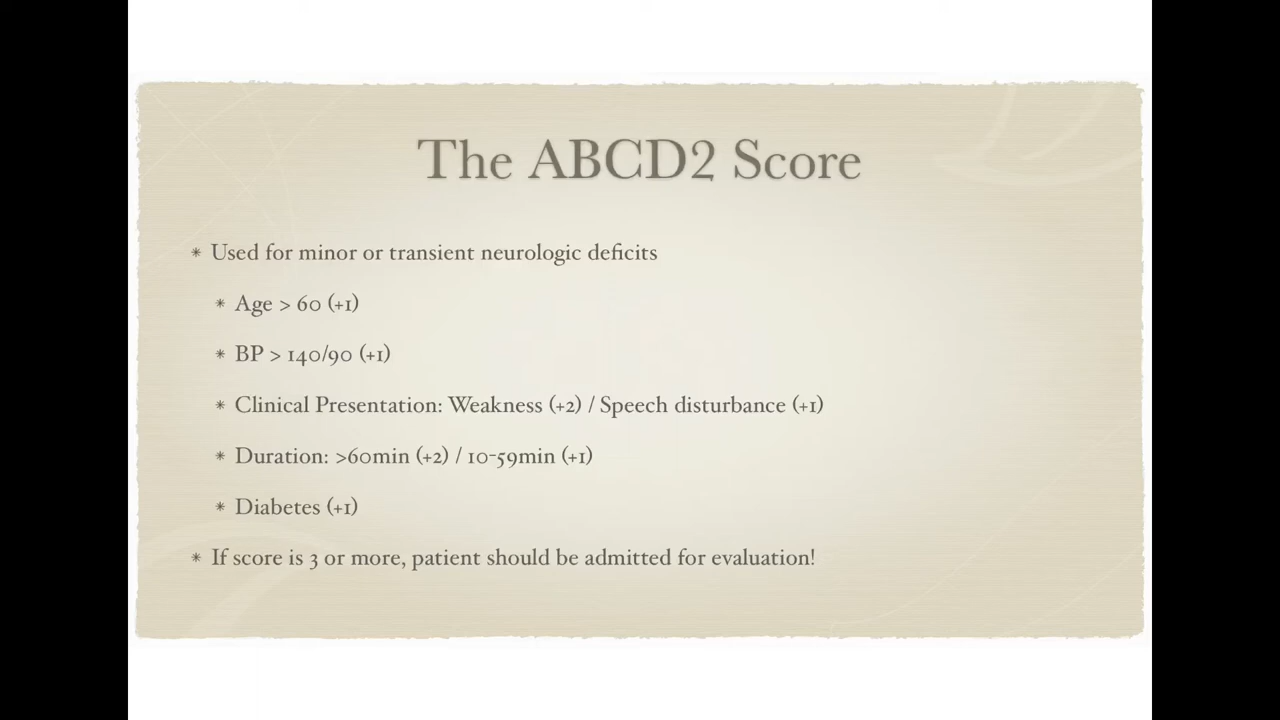 The ABCD2 Score
* Used for minor or transient neurologic deficits
* Age > 60 (+1)
* BP > 140/90 (+1)
* Clinical Presentation: Weakness (+2) / Speech disturbance (+1)
* Duration: >60min (+2) / 10-59min (+1)
* Diabetes (+1)
* If score is 3 or more, patient should be admitted for evaluation!